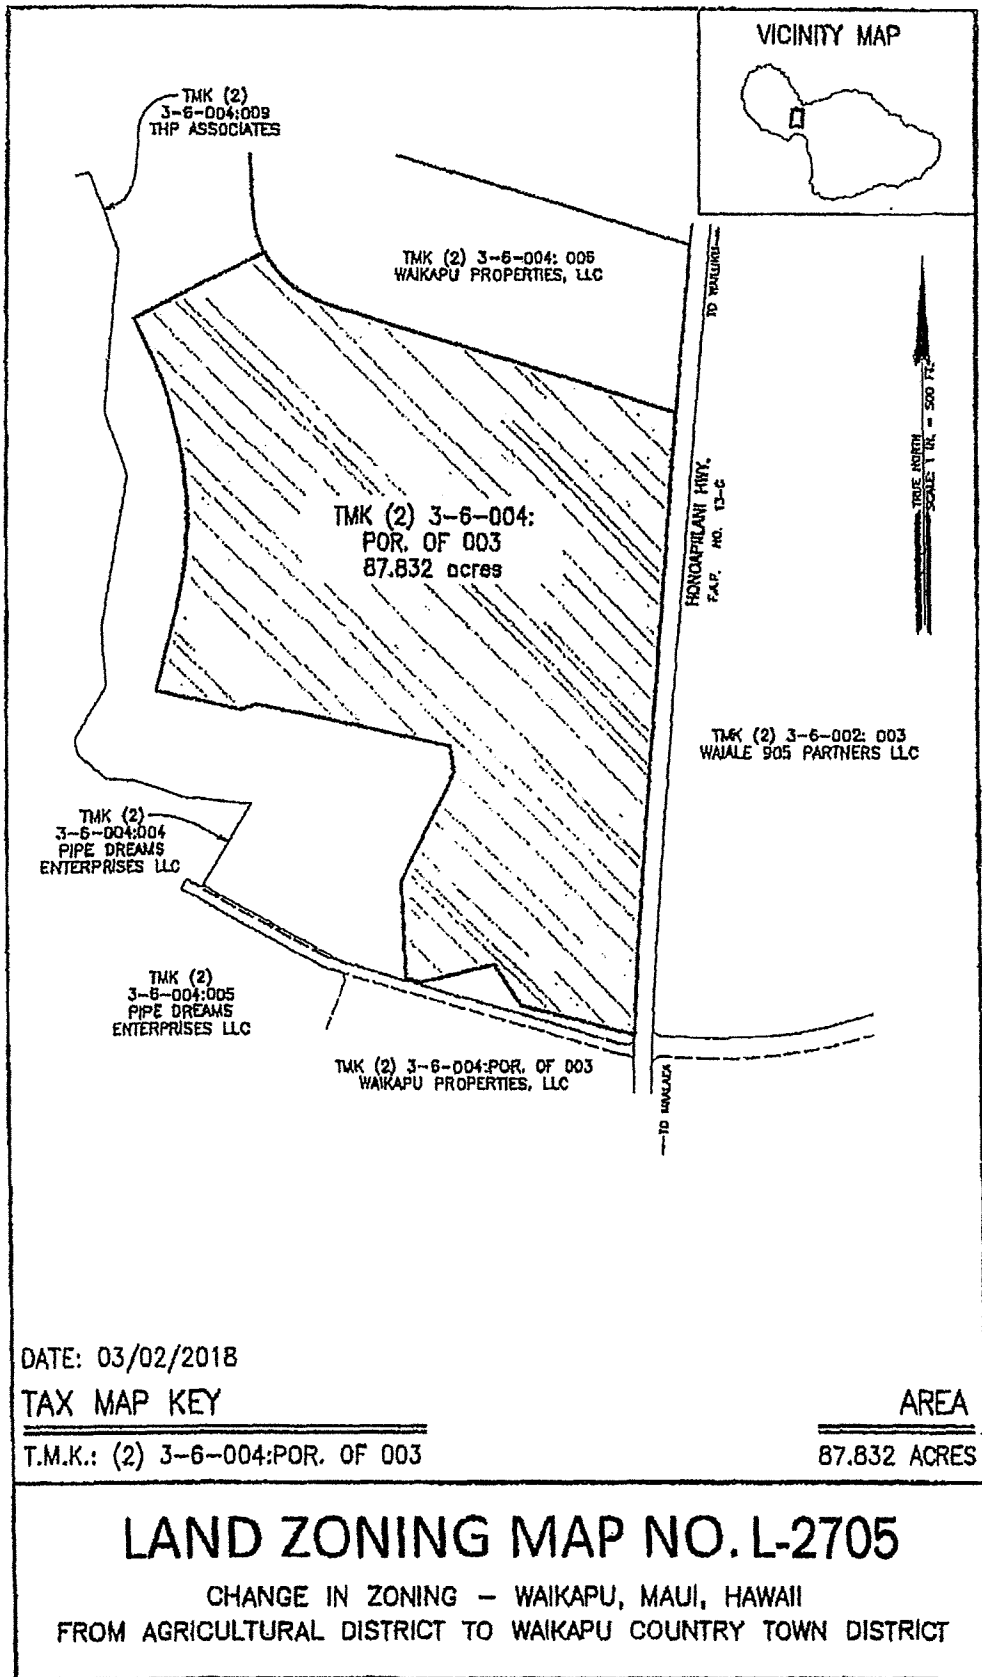 VICINITY MAP
TMK (2)
3-6-004:009
THP ASSOCIATES
TMK (2) 3-6-004: 006
WAIKAPU PROPERTIES, LLC
TO WAILUKU
TRUE NORTH
SCALE: 1 IN. = 500 FT.
HONOAPIILANI HWY.
F.A.P. NO. 13-G
TMK (2) 3-6-004:
POR. OF 003
87.832 acres
TMK (2) 3-6-002: 003
WAIALE 905 PARTNERS LLC
TMK (2)
3-6-004:004
PIPE DREAMS
ENTERPRISES LLC
TMK (2)
3-6-004:005
PIPE DREAMS
ENTERPRISES LLC
TMK (2) 3-6-004:POR. OF 003
WAIKAPU PROPERTIES, LLC
TO MAALAEA
DATE: 03/02/2018
TAX MAP KEY
AREA
T.M.K.: (2) 3-6-004:POR. OF 003
87.832 ACRES
LAND ZONING MAP NO. L-2705
CHANGE IN ZONING - WAIKAPU, MAUI, HAWAII
FROM AGRICULTURAL DISTRICT TO WAIKAPU COUNTRY TOWN DISTRICT